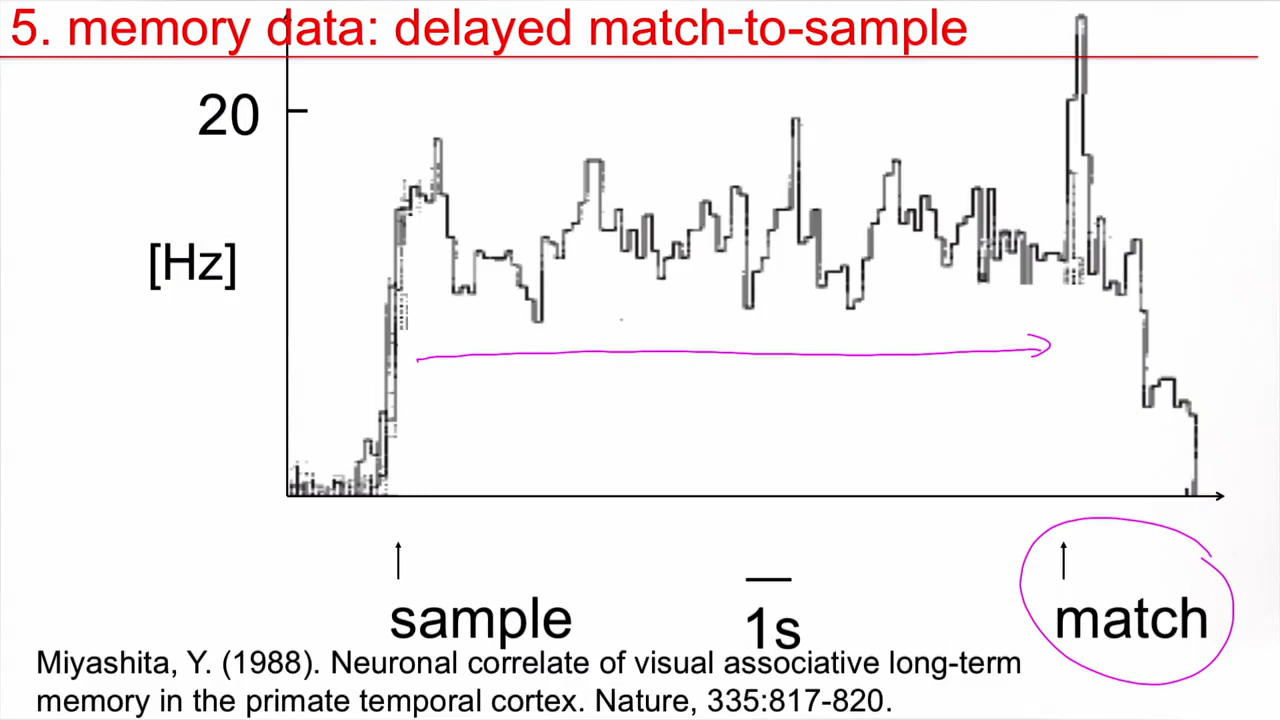 5. memory data: delayed match-to-sample
20
[Hz]
sample
1s
match
Miyashita, Y. (1988). Neuronal correlate of visual associative long-term
memory in the primate temporal cortex. Nature, 335:817-820.